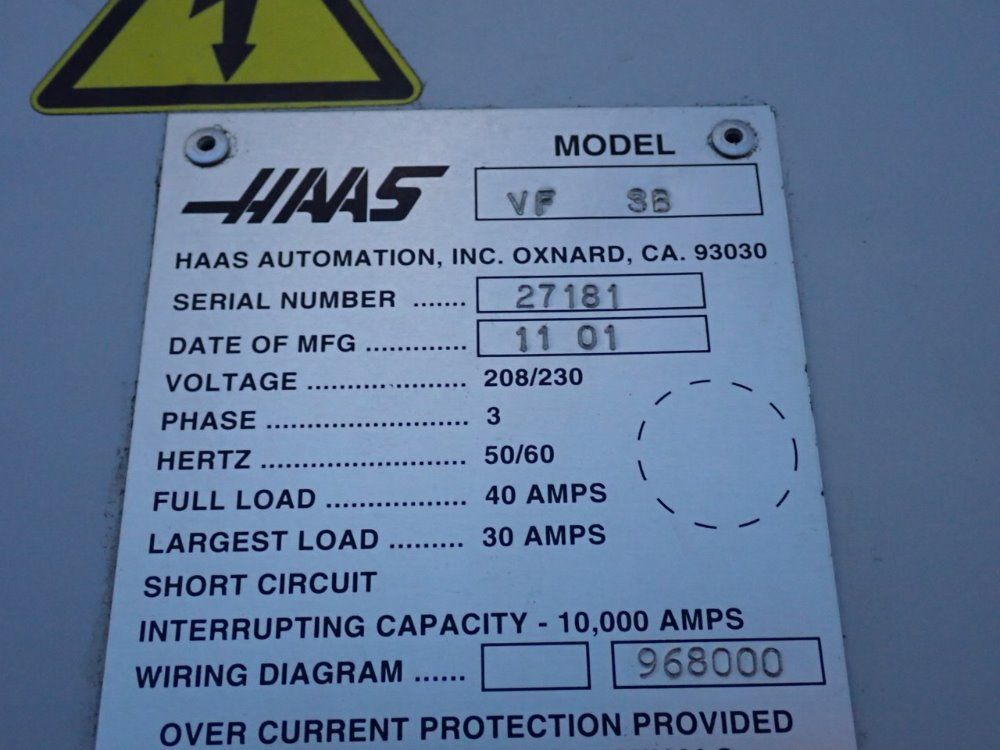 MODEL
HAAS VF 3B
HAAS AUTOMATION, INC. OXNARD, CA. 93030
SERIAL NUMBER ....... 27181
DATE OF MFG ............. 11 01
VOLTAGE .................... 208/230
PHASE ......................... 3
HERTZ .......................... 50/60
FULL LOAD ................. 40 AMPS
LARGEST LOAD ......... 30 AMPS
SHORT CIRCUIT
INTERRUPTING CAPACITY - 10,000 AMPS
WIRING DIAGRAM ...... 968000
OVER CURRENT PROTECTION PROVIDED